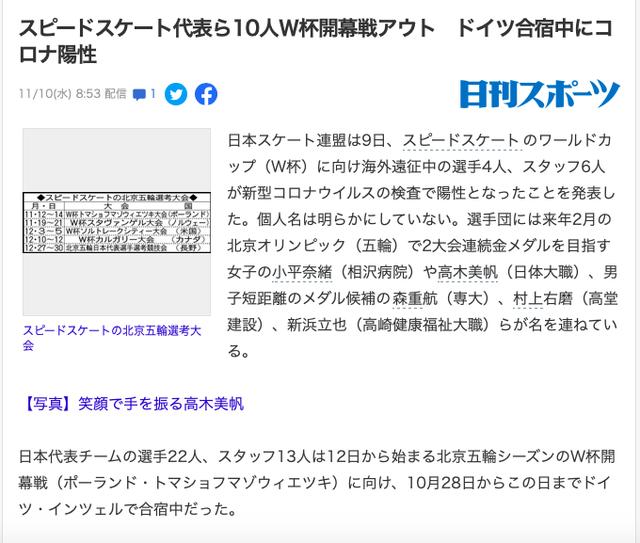 スピードスケート代表ら10人W杯開幕戦アウト ドイツ合宿中にコ
ロナ陽性
11/10(水) 8:53 配信 1
日刊スポーツ
◆スピードスケートの北京五輪選考大会◆
月・日 大 会 国
11・12〜14 W杯トマショフマゾウィエツキ大会(ポーランド)
11・19〜21 W杯スタヴァンゲル大会 (ノルウェー)
12・3〜5 W杯ソルトレークシティー大会 (米国)
12・10〜12 W杯カルガリー大会 (カナダ)
12・27〜30 北京五輪日本代表選手選考競技会 (長野)
スピードスケートの北京五輪選考大
会
日本スケート連盟は9日、スピードスケートのワールドカ
ップ（W杯）に向け海外遠征中の選手4人、スタッフ6人
が新型コロナウイルスの検査で陽性となったことを発表し
た。個人名は明らかにしていない。選手団には来年2月の
北京オリンピック（五輪）で2大会連続金メダルを目指す
女子の小平奈緒（相沢病院）や高木美帆（日体大職）、男
子短距離のメダル候補の森重航（専大）、村上右磨（高堂
建設）、新浜立也（高崎健康福祉大職）らが名を連ねてい
る。
【写真】笑顔で手を振る高木美帆
日本代表チームの選手22人、スタッフ13人は12日から始まる北京五輪シーズンのW杯開
幕戦（ポーランド・トマショフマゾウィエツキ）に向け、10月28日からこの日までドイ
ツ・インツェルで合宿中だった。